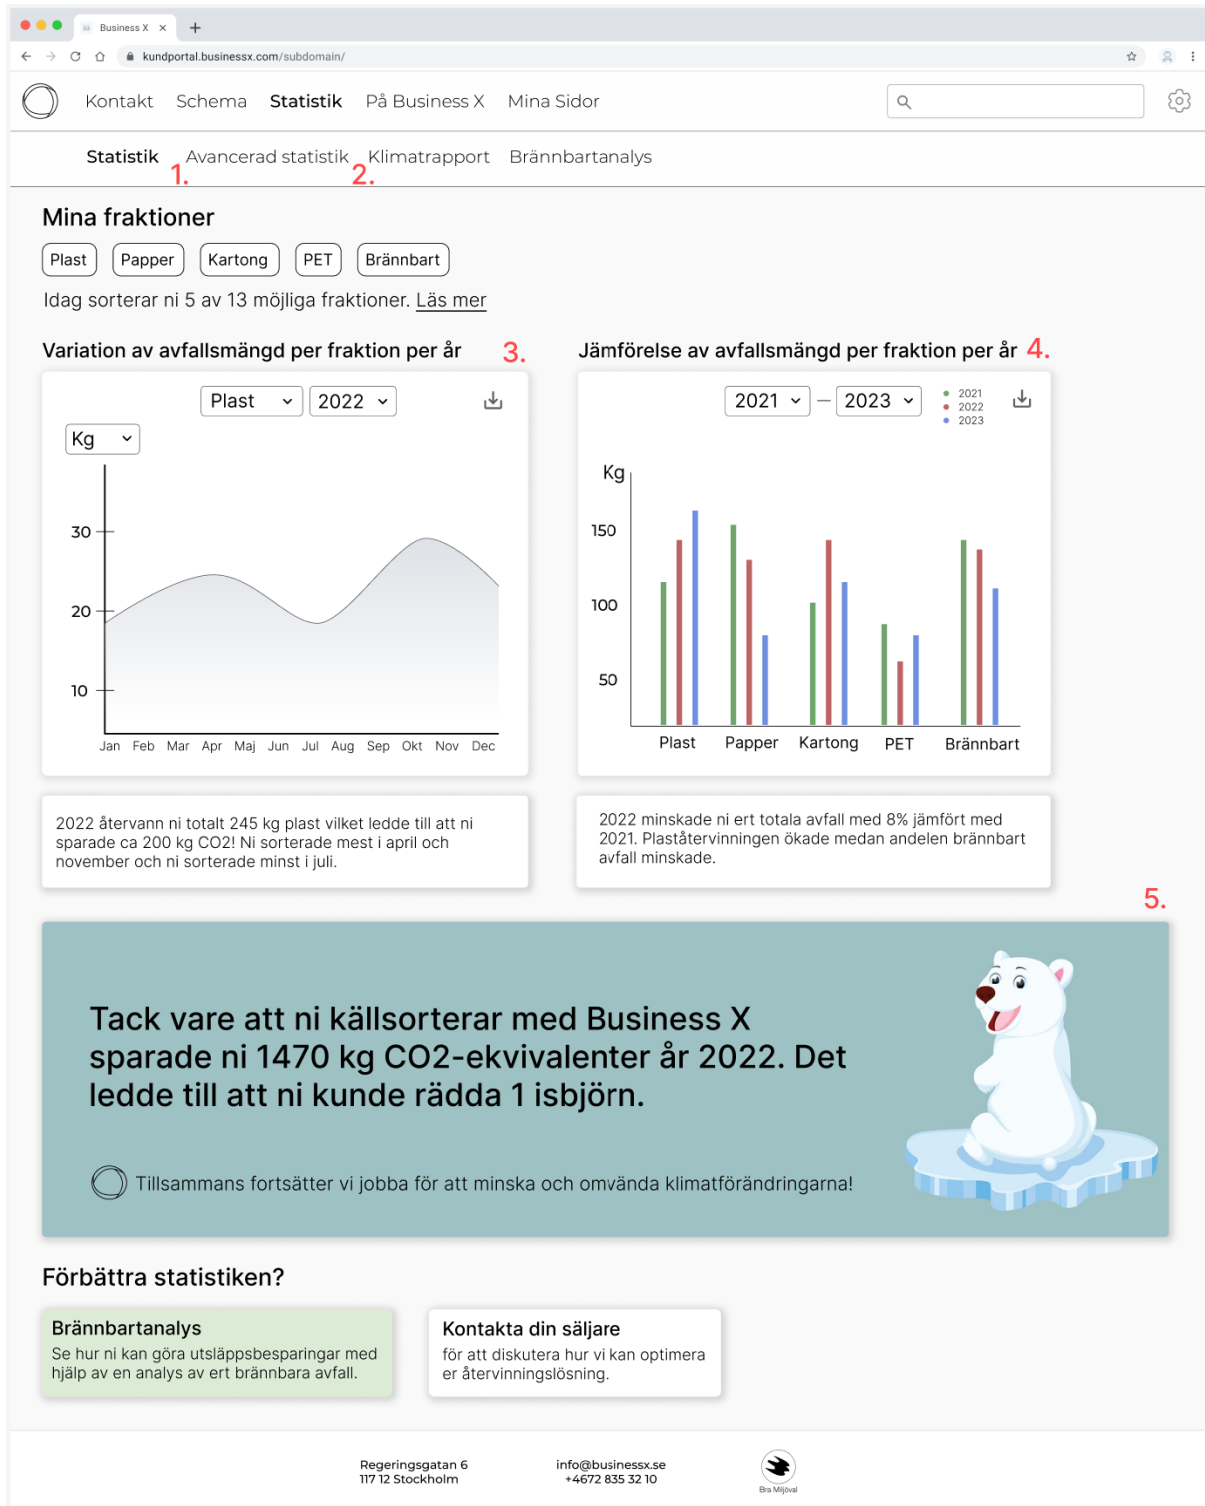 Business X
kundportal.businessx.com/subdomain/
Kontakt Schema Statistik På Business X Mina Sidor
Statistik Avancerad statistik Klimatrapport Brännbartanalys
1. 2.
Mina fraktioner
Plast Papper Kartong PET Brännbart
Idag sorterar ni 5 av 13 möjliga fraktioner. Läs mer
Variation av avfallsmängd per fraktion per år 3.
Plast 2022
Kg
30
20
10
Jan Feb Mar Apr Maj Jun Jul Aug Sep Okt Nov Dec
2022 återvann ni totalt 245 kg plast vilket ledde till att ni
sparade ca 200 kg CO2! Ni sorterade mest i april och
november och ni sorterade minst i juli.
Jämförelse av avfallsmängd per fraktion per år 4.
2021 – 2023
2021
2022
2023
Kg
150
100
50
Plast Papper Kartong PET Brännbart
2022 minskade ni ert totala avfall med 8% jämfört med
2021. Plaståtervinningen ökade medan andelen brännbart
avfall minskade.
5.
Tack vare att ni källsorterar med Business X
sparade ni 1470 kg CO2-ekvivalenter år 2022. Det
ledde till att ni kunde rädda 1 isbjörn.
Tillsammans fortsätter vi jobba för att minska och omvända klimatförändringarna!
Förbättra statistiken?
Brännbartanalys
Se hur ni kan göra utsläppsbesparingar med
hjälp av en analys av ert brännbara avfall.
Kontakta din säljare
för att diskutera hur vi kan optimera
er återvinningslösning.
Regeringsgatan 6
117 12 Stockholm
info@businessx.se
+4672 835 32 10
Bra Miljöval